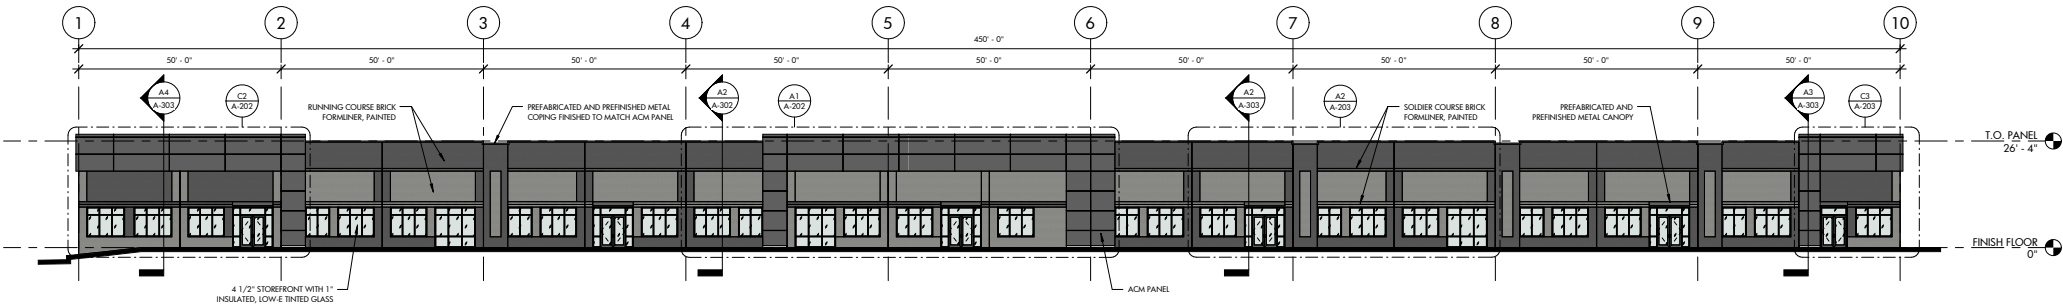 1 2 3 4 5 6 7 8 9 10
450' - 0"
50' - 0" 50' - 0" 50' - 0" 50' - 0" 50' - 0" 50' - 0" 50' - 0" 50' - 0" 50' - 0"
A4
A-303
C2
A-202
RUNNING COURSE BRICK
FORMLINER, PAINTED
PREFABRICATED AND PREFINISHED METAL
COPING FINISHED TO MATCH ACM PANEL
A2
A-302
A1
A-202
A2
A-303
A2
A-203
SOLDIER COURSE BRICK
FORMLINER, PAINTED
PREFABRICATED AND
PREFINISHED METAL CANOPY
A3
A-303
C3
A-203
T.O. PANEL
26' - 4"
FINISH FLOOR
0"
4 1/2" STOREFRONT WITH 1"
INSULATED, LOW-E TINTED GLASS
ACM PANEL